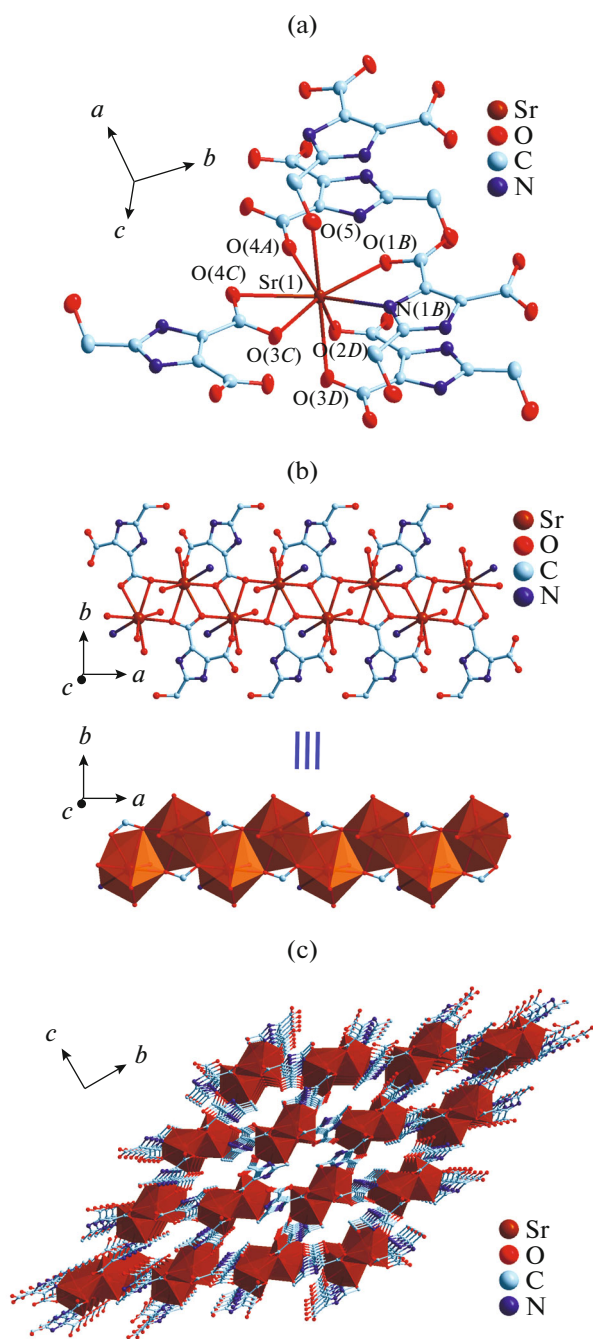 (a)
a
b
c
Sr
O
C
N
O(5)
O(4A)
O(1B)
O(4C)
Sr(1)
N(1B)
O(3C)
O(2D)
O(3D)
(b)
Sr
O
C
N
b
c
a
b
c
a
(c)
c
b
Sr
O
C
N